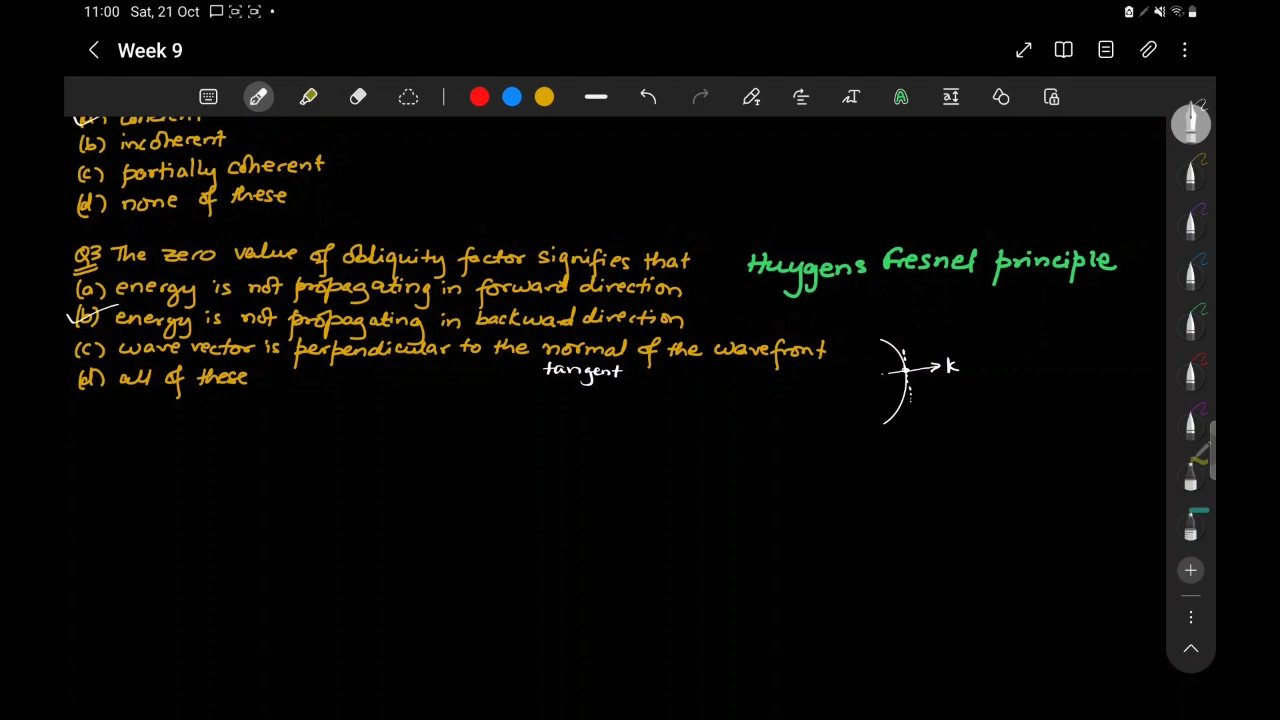 11:00 Sat, 21 Oct
Week 9
(a) coherent
(b) incoherent
(c) partially coherent
(d) none of these
Q3 The zero value of obliquity factor signifies that
(a) energy is not propagating in forward direction
(b) energy is not propagating in backward direction
(c) wave vector is perpendicular to the normal of the wavefront
tangent
(d) all of these
Huygens Fresnel principle
k